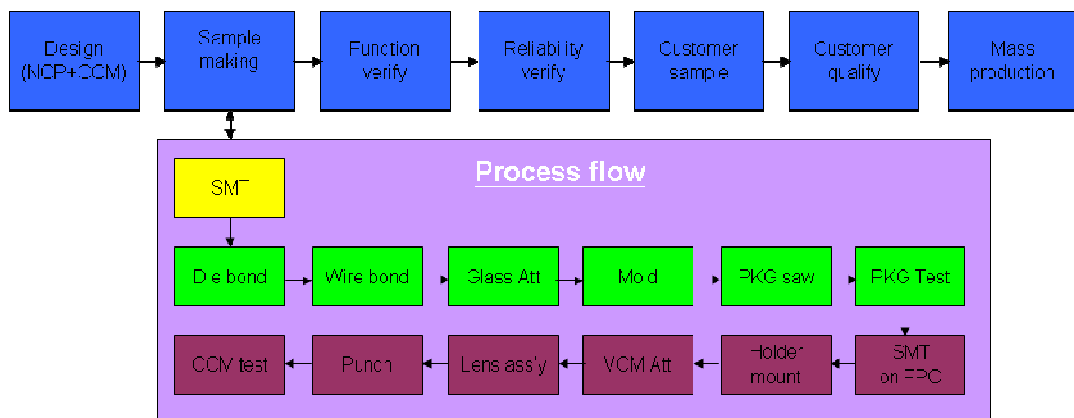 Design
(NCP+CCM)
Sample
making
Function
verify
Reliability
verify
Customer
sample
Customer
qualify
Mass
production
Process flow
SMT
Die bond
Wire bond
Glass Att
Mold
PKG saw
PKG Test
CCM test
Punch
Lens ass'y
VCM Att
Holder
mount
SMT
on FPC